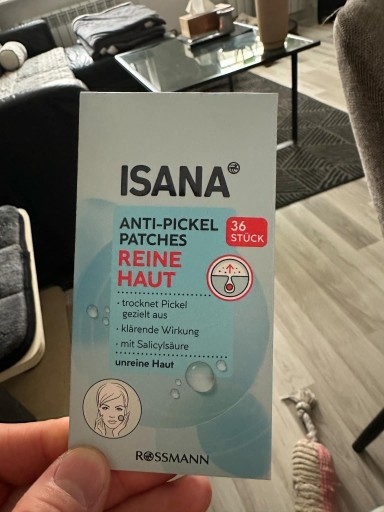 ISANA
ANTI-PICKEL
PATCHES
REINE
HAUT
36
STÜCK
· trocknet Pickel
gezielt aus
· klärende Wirkung
· mit Salicylsäure
unreine Haut
ROSSMANN